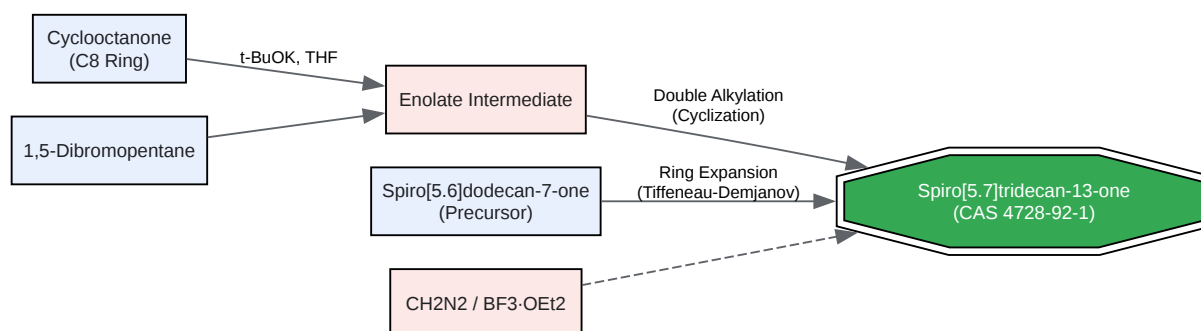 Cyclooctanone
(C8 Ring)
t-BuOK, THF
1,5-Dibromopentane
Enolate Intermediate
Double Alkylation
(Cyclization)
Spiro[5.6]dodecan-7-one
(Precursor)
Ring Expansion
(Tiffeneau-Demjanov)
Spiro[5.7]tridecan-13-one
(CAS 4728-92-1)
CH2N2 / BF3·OEt2